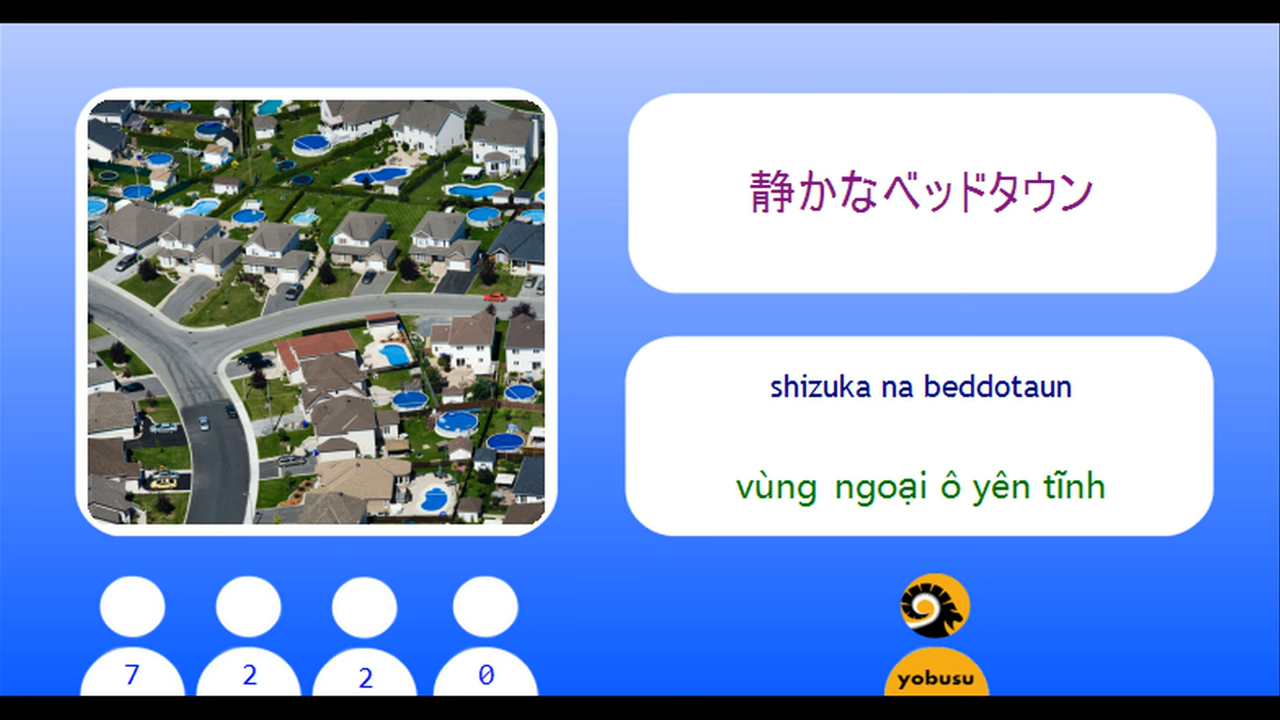 静かなベッドタウン
shizuka na beddotaun
vùng ngoại ô yên tĩnh
7 2 2 0
yobusu